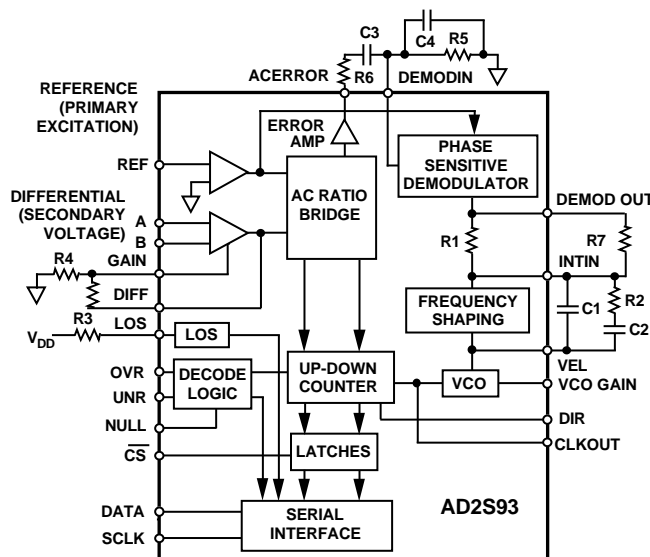 C4
C3
R5
ACERROR
R6
DEMODIN
REFERENCE
(PRIMARY
EXCITATION)
ERROR
AMP
PHASE
SENSITIVE
DEMODULATOR
REF
AC RATIO
BRIDGE
DIFFERENTIAL
(SECONDARY
VOLTAGE)
DEMOD OUT
A
B
R1
R7
GAIN
R4
INTIN
DIFF
FREQUENCY
SHAPING
C1
R2
C2
R3
LOS
LOS
VDD
VEL
OVR
DECODE
LOGIC
UP-DOWN
COUNTER
VCO
VCO GAIN
UNR
DIR
NULL
CLKOUT
CS
LATCHES
DATA
SERIAL
INTERFACE
AD2S93
SCLK